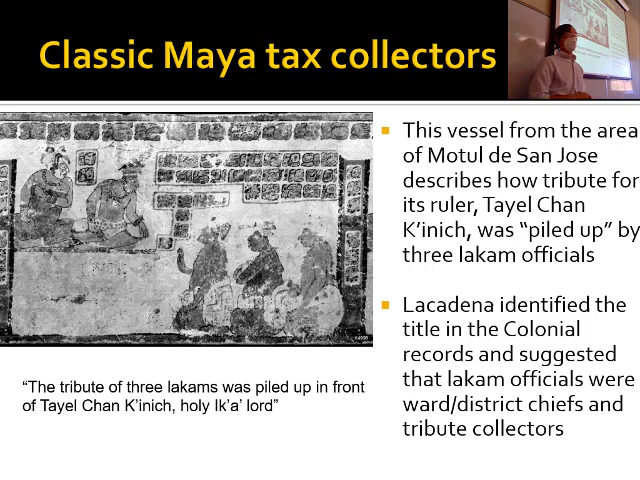 Classic Maya tax collectors
This vessel from the area
of Motul de San Jose
describes how tribute for
its ruler, Tayel Chan
K'inich, was “piled up” by
three lakam officials
Lacadena identified the
title in the Colonial
records and suggested
that lakam officials were
ward/district chiefs and
tribute collectors
“The tribute of three lakams was piled up in front
of Tayel Chan K'inich, holy Ik'a' lord”